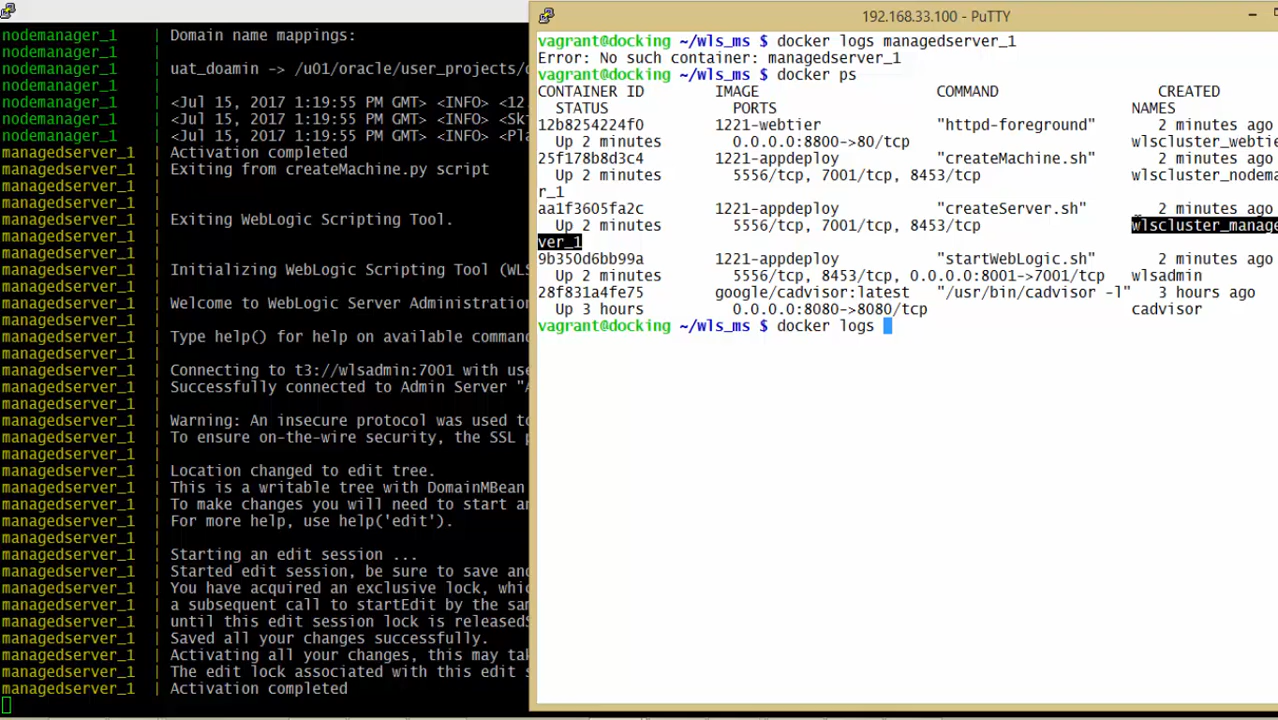 nodemanager_1 | Domain name mappings:
nodemanager_1 |
nodemanager_1 | uat_doamin -> /u01/oracle/user_projects/
nodemanager_1 |
nodemanager_1 | <Jul 15, 2017 1:19:55 PM GMT> <INFO> <12
nodemanager_1 | <Jul 15, 2017 1:19:55 PM GMT> <INFO> <Sk
nodemanager_1 | <Jul 15, 2017 1:19:55 PM GMT> <INFO> <Pl
managedserver_1 | Activation completed
managedserver_1 | Exiting from createMachine.py script
managedserver_1 |
managedserver_1 |
managedserver_1 | Exiting WebLogic Scripting Tool.
managedserver_1 |
managedserver_1 |
managedserver_1 | Initializing WebLogic Scripting Tool (WLS
managedserver_1 |
managedserver_1 | Welcome to WebLogic Server Administration
managedserver_1 |
managedserver_1 | Type help() for help on available comman
managedserver_1 |
managedserver_1 | Connecting to t3://wlsadmin:7001 with use
managedserver_1 | Successfully connected to Admin Server "
managedserver_1 |
managedserver_1 | Warning: An insecure protocol was used to
managedserver_1 | To ensure on-the-wire security, the SSL
managedserver_1 |
managedserver_1 | Location changed to edit tree.
managedserver_1 | This is a writable tree with DomainMBean
managedserver_1 | To make changes you will need to start
managedserver_1 | For more help, use help('edit').
managedserver_1 |
managedserver_1 | Starting an edit session ...
managedserver_1 | Started edit session, be sure to save
managedserver_1 | You have acquired an exclusive lock,
managedserver_1 | a subsequent call to startEdit by the
managedserver_1 | until this edit session lock is releasedS
managedserver_1 | Saved all your changes successfully.
managedserver_1 | Activating all your changes, this may
managedserver_1 | The edit lock associated with this edit
managedserver_1 | Activation completed
192.168.33.100 - PuTTY
vagrant@docking ~/wls_ms $ docker logs managedserver_1
Error: No such container: managedserver_1
vagrant@docking ~/wls_ms $ docker ps
CONTAINER ID IMAGE COMMAND CREATED
STATUS PORTS NAMES
12b8254224f0 1221-webtier "httpd-foreground" 2 minutes ago
Up 2 minutes 0.0.0.0:8800->80/tcp wlscluster_webtie
25f178b8d3c4 1221-appdeploy "createMachine.sh" 2 minutes ago
Up 2 minutes 5556/tcp, 7001/tcp, 8453/tcp wlscluster_nodema
r_1
aa1f3605fa2c 1221-appdeploy "createServer.sh" 2 minutes ago
Up 2 minutes 5556/tcp, 7001/tcp, 8453/tcp wlscluster_manage
ver_1
9b350d6bb99a 1221-appdeploy "startWebLogic.sh" 2 minutes ago
Up 2 minutes 5556/tcp, 8453/tcp, 0.0.0.0:8001->7001/tcp wlsadmin
28f831a4fe75 google/cadvisor:latest "/usr/bin/cadvisor -l" 3 hours ago
Up 3 hours 0.0.0.0:8080->8080/tcp cadvisor
vagrant@docking ~/wls_ms $ docker logs